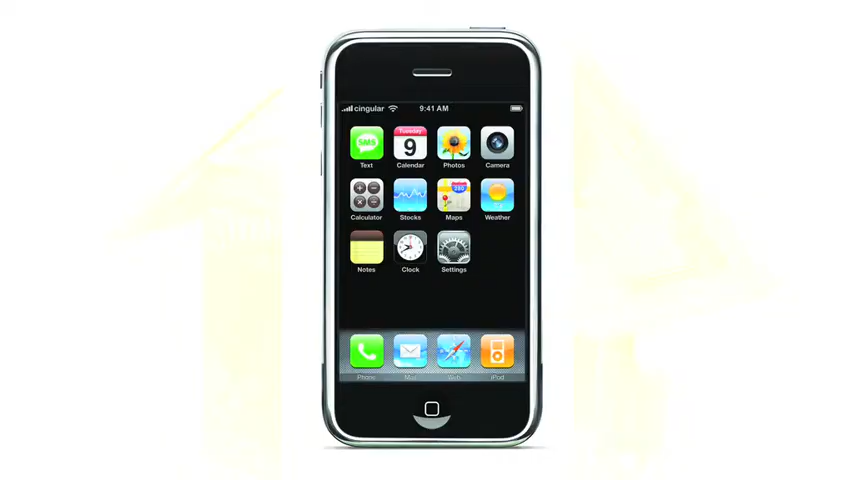 cingular 9:41 AM
SMS Tuesday 9
Text Calendar Photos Camera
280
Calculator Stocks Maps Weather
Notes Clock Settings
Phone Mail Web iPod